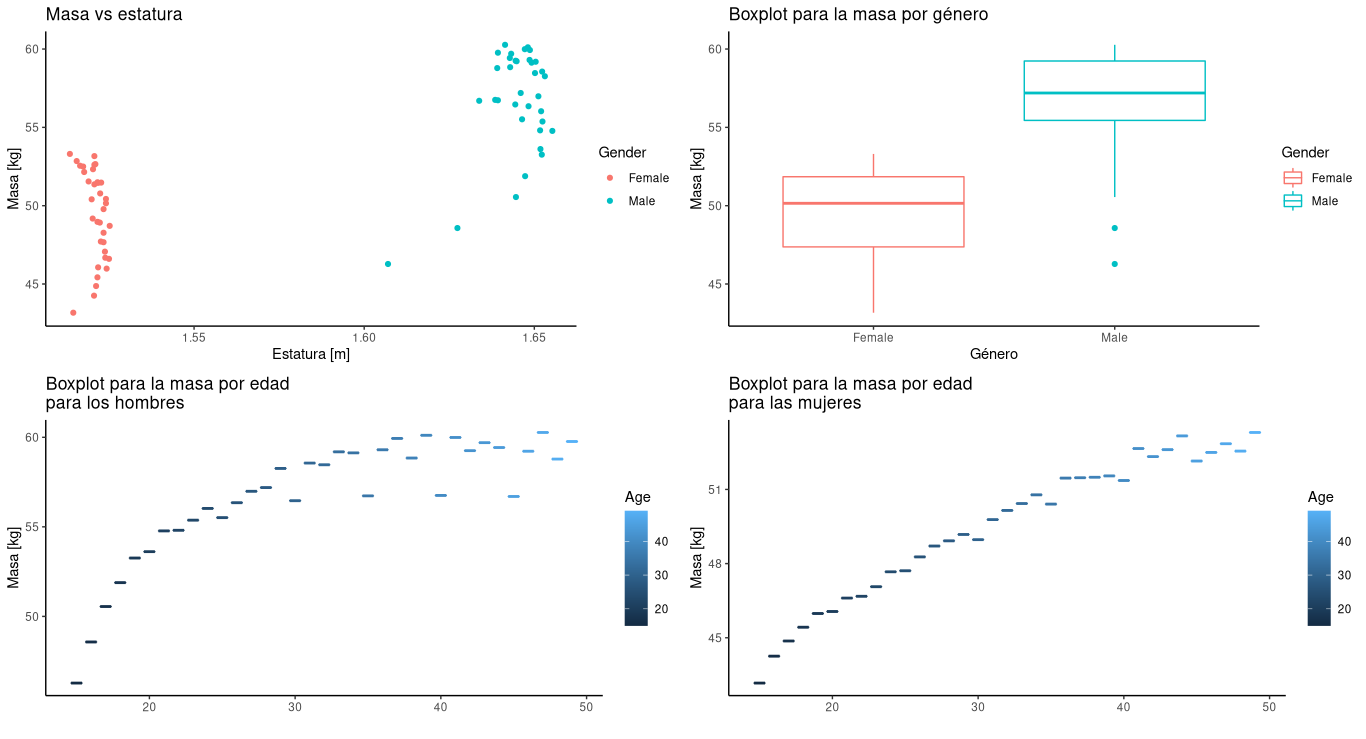 Masa vs estatura
60
55
50
45
Masa [kg]
1.55
1.60
1.65
Estatura [m]
Gender
Female
Male
Boxplot para la masa por género
60
55
50
45
Masa [kg]
Female
Male
Género
Gender
Female
Male
Boxplot para la masa por edad
para los hombres
60
55
50
Masa [kg]
20
30
40
50
Age
40
30
20
Boxplot para la masa por edad
para las mujeres
51
48
45
Masa [kg]
20
30
40
50
Age
40
30
20